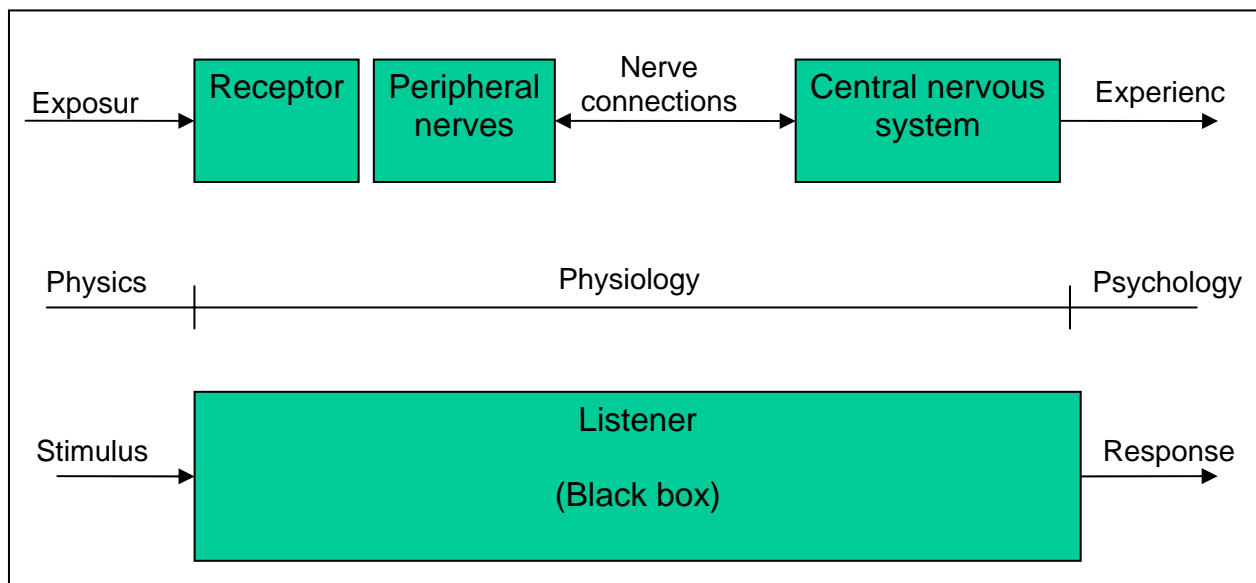 Exposur
Receptor
Peripheral
nerves
Nerve
connections
Central nervous
system
Experienc
Physics
Physiology
Psychology
Stimulus
Listener
(Black box)
Response